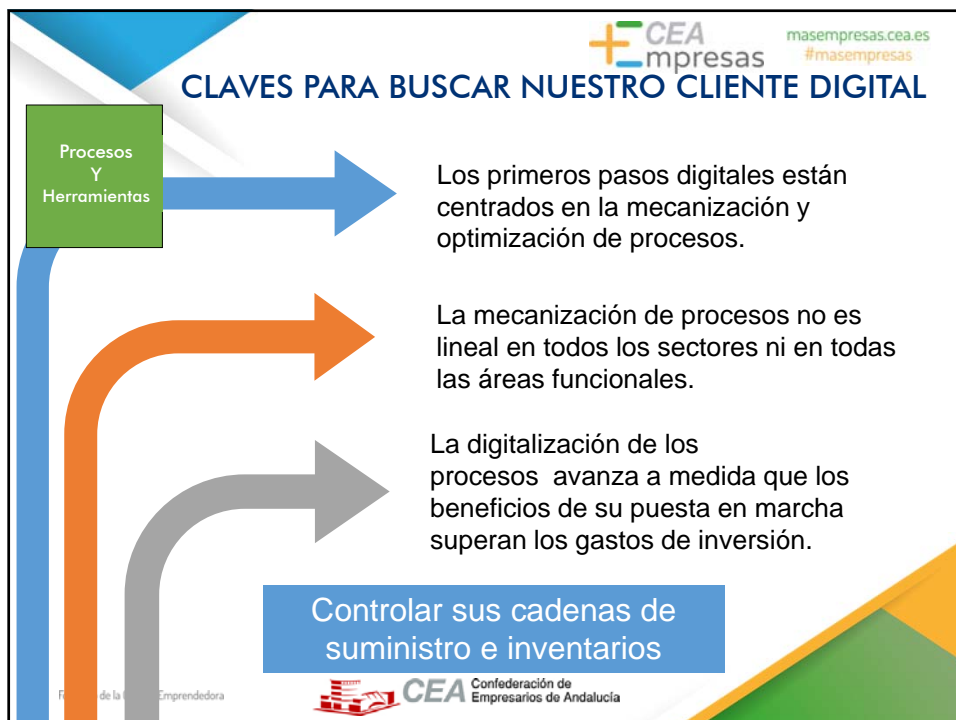 CEA
Empresas
masempresas.cea.es
#masempresas
CLAVES PARA BUSCAR NUESTRO CLIENTE DIGITAL
Procesos
Y
Herramientas
Los primeros pasos digitales están
centrados en la mecanización y
optimización de procesos.
La mecanización de procesos no es
lineal en todos los sectores ni en todas
las áreas funcionales.
La digitalización de los
procesos avanza a medida que los
beneficios de su puesta en marcha
superan los gastos de inversión.
Controlar sus cadenas de
suministro e inventarios
de la Emprendedora
CEA Confederación de
Empresarios de Andalucía